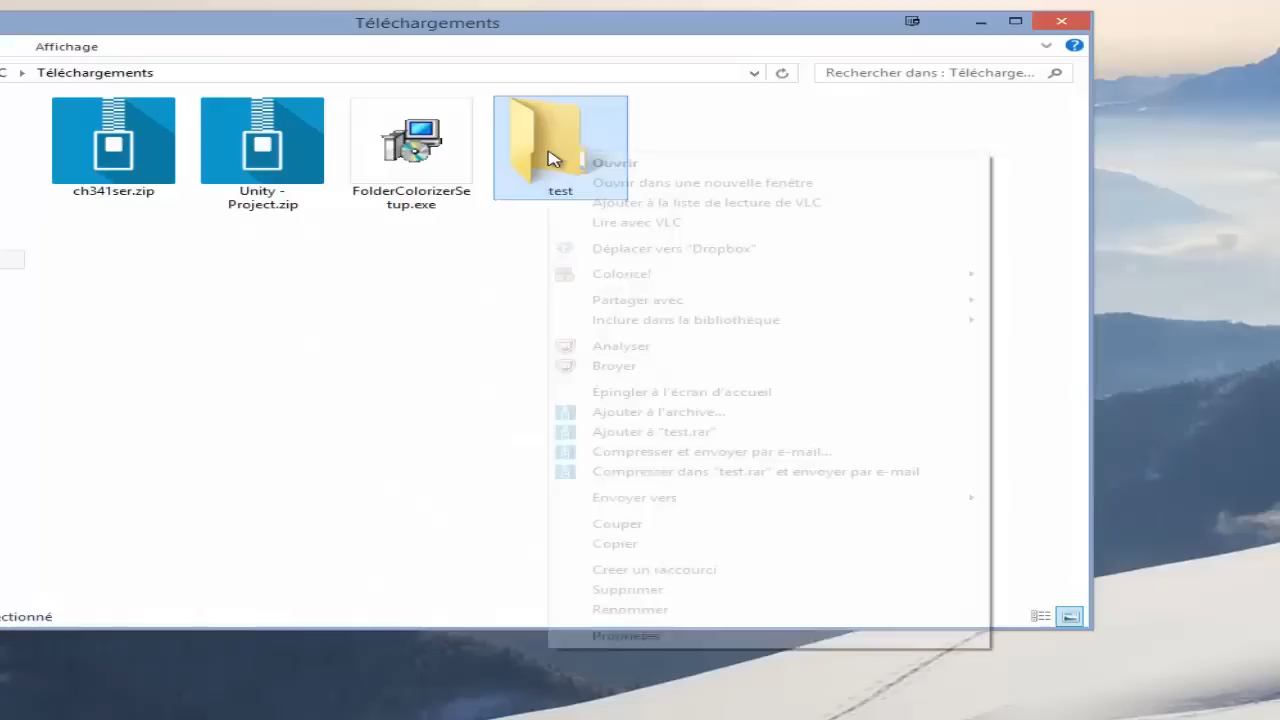 Téléchargements
Affichage
C ▸ Téléchargements
Rechercher dans : Télécharge...
ch341ser.zip
Unity -
Project.zip
FolderColorizerSe
tup.exe
test
Ouvrir
Ouvrir dans une nouvelle fenêtre
Ajouter à la liste de lecture de VLC
Lire avec VLC
Déplacer vers "Dropbox"
Colorize!
Partager avec
Inclure dans la bibliothèque
Analyser
Broyer
Épingler à l'écran d'accueil
Ajouter à l'archive...
Ajouter à "test.rar"
Compresser et envoyer par e-mail...
Compresser dans "test.rar" et envoyer par e-mail
Envoyer vers
Couper
Copier
Créer un raccourci
Supprimer
Renommer
Propriétés
ectionné